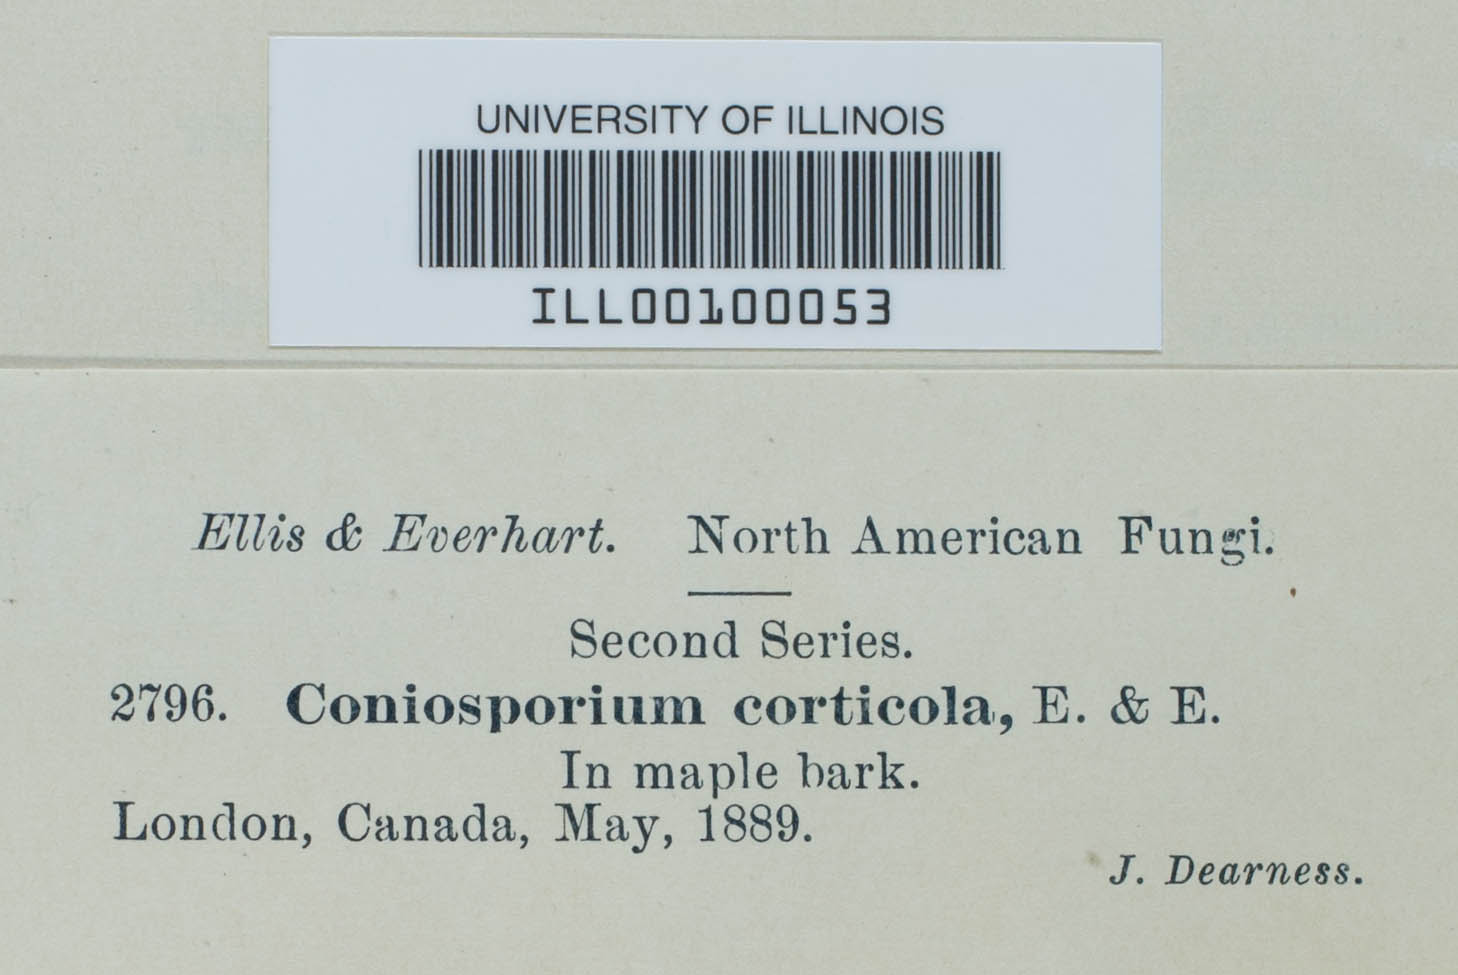 UNIVERSITY OF ILLINOIS
ILL00100053
Ellis & Everhart. North American Fungi.
Second Series.
2796. Coniosporium corticola, E. & E.
In maple bark.
London, Canada, May, 1889.
J. Dearness.